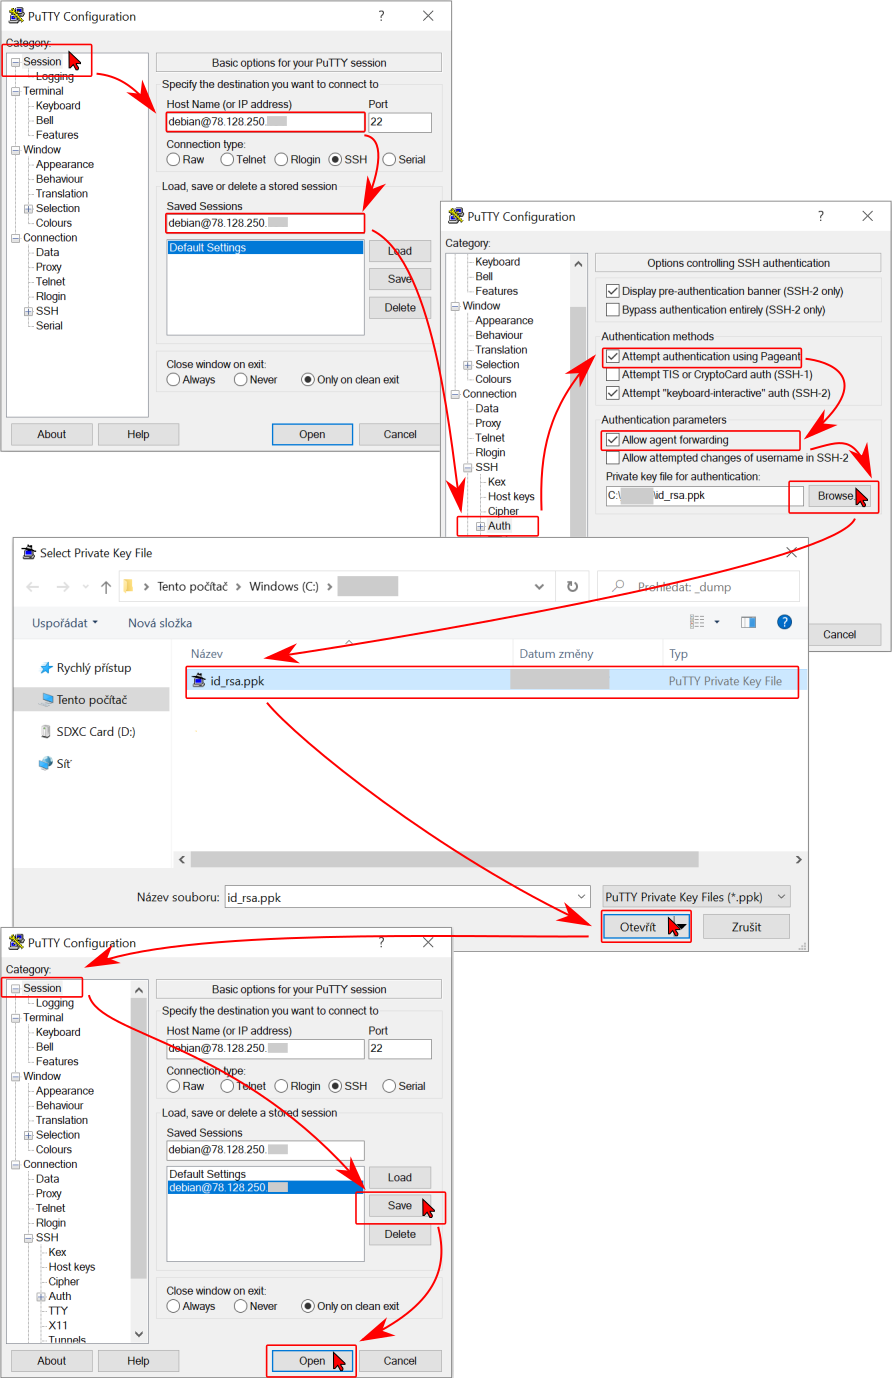 PuTTY Configuration
?
Category:
Session
Logging
Terminal
Keyboard
Bell
Features
Window
Appearance
Behaviour
Translation
Selection
Colours
Connection
Data
Proxy
Telnet
Rlogin
SSH
Serial
Basic options for your PuTTY session
Specify the destination you want to connect to
Host Name (or IP address) Port
debian@78.128.250. 22
Connection type:
Raw Telnet Rlogin SSH Serial
Load, save or delete a stored session
Saved Sessions
debian@78.128.250.
Default Settings
Load
Save
Delete
Close window on exit:
Always Never Only on clean exit
About Help Open Cancel
PuTTY Configuration
?
Category:
Keyboard
Bell
Features
Window
Appearance
Behaviour
Translation
Selection
Colours
Connection
Data
Proxy
Telnet
Rlogin
SSH
Kex
Host keys
Cipher
Auth
Options controlling SSH authentication
Display pre-authentication banner (SSH-2 only)
Bypass authentication entirely (SSH-2 only)
Authentication methods
Attempt authentication using Pageant
Attempt TIS or CryptoCard auth (SSH-1)
Attempt "keyboard-interactive" auth (SSH-2)
Authentication parameters
Allow agent forwarding
Allow attempted changes of username in SSH-2
Private key file for authentication:
C:\ \id_rsa.ppk Browse...
Cancel
Select Private Key File
Tento počítač Windows (C:)
Prohledat: _dump
Uspořádat Nová složka
?
Rychlý přístup
Tento počítač
SDXC Card (D:)
Síť
Název Datum změny Typ
id_rsa.ppk PuTTY Private Key File
Název souboru: id_rsa.ppk PuTTY Private Key Files (*.ppk)
Otevřít Zrušit
PuTTY Configuration
?
Category:
Session
Logging
Terminal
Keyboard
Bell
Features
Window
Appearance
Behaviour
Translation
Selection
Colours
Connection
Data
Proxy
Telnet
Rlogin
SSH
Kex
Host keys
Cipher
Auth
TTY
X11
Tunnels
Basic options for your PuTTY session
Specify the destination you want to connect to
Host Name (or IP address) Port
debian@78.128.250. 22
Connection type:
Raw Telnet Rlogin SSH Serial
Load, save or delete a stored session
Saved Sessions
debian@78.128.250.
Default Settings
debian@78.128.250.
Load
Save
Delete
Close window on exit:
Always Never Only on clean exit
About Help Open Cancel